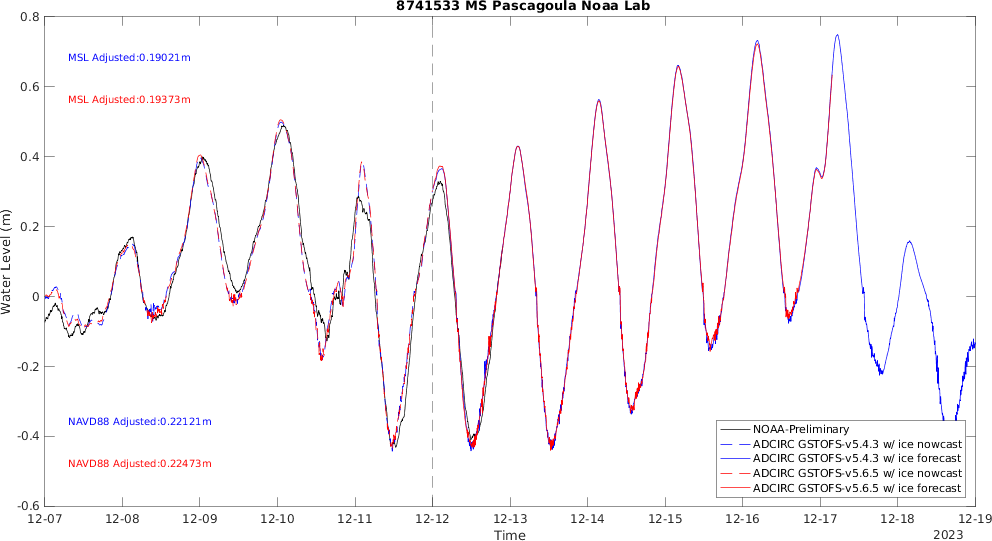 8741533 MS Pascagoula Noaa Lab
0.8
0.6
0.4
0.2
0
-0.2
-0.4
-0.6
Water Level (m)
MSL Adjusted:0.19021m
MSL Adjusted:0.19373m
NAVD88 Adjusted:0.22121m
NAVD88 Adjusted:0.22473m
NOAA-Preliminary
ADCIRC GSTOFS-v5.4.3 w/ ice nowcast
ADCIRC GSTOFS-v5.4.3 w/ ice forecast
ADCIRC GSTOFS-v5.6.5 w/ ice nowcast
ADCIRC GSTOFS-v5.6.5 w/ ice forecast
12-07 12-08 12-09 12-10 12-11 12-12 12-13 12-14 12-15 12-16 12-17 12-18 12-19
Time
2023